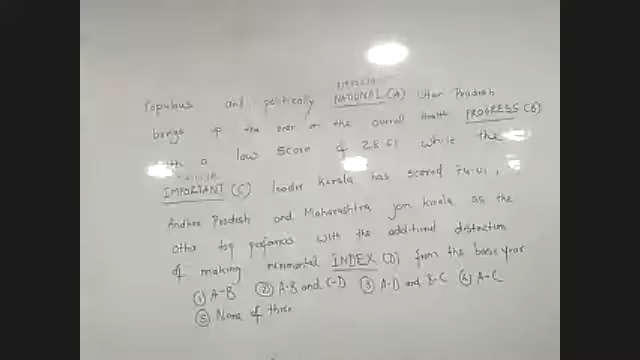 Populus and politically NATIONAL (A) Uttar Pradesh
brings up the rear on the overall Health PROGRESS (B)
with a low score of 28.61 while the
IMPORTANT (C) leader Kerala has scored 74.01,
Andhra Pradesh and Maharashtra join Kerala as the
other top performers with the additional distinction
of making incremental INDEX (D) from the base year
① A-B ② A-B and C-D ③ A-D and B-C ④ A-C
⑤ None of these